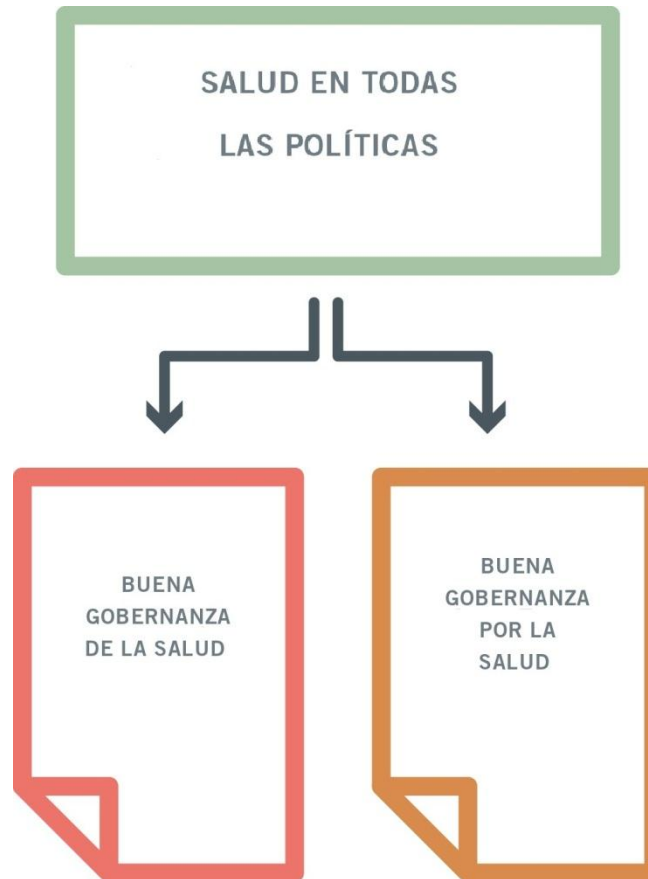 SALUD EN TODAS
LAS POLÍTICAS
BUENA
GOBERNANZA
DE LA SALUD
BUENA
GOBERNANZA
POR LA
SALUD